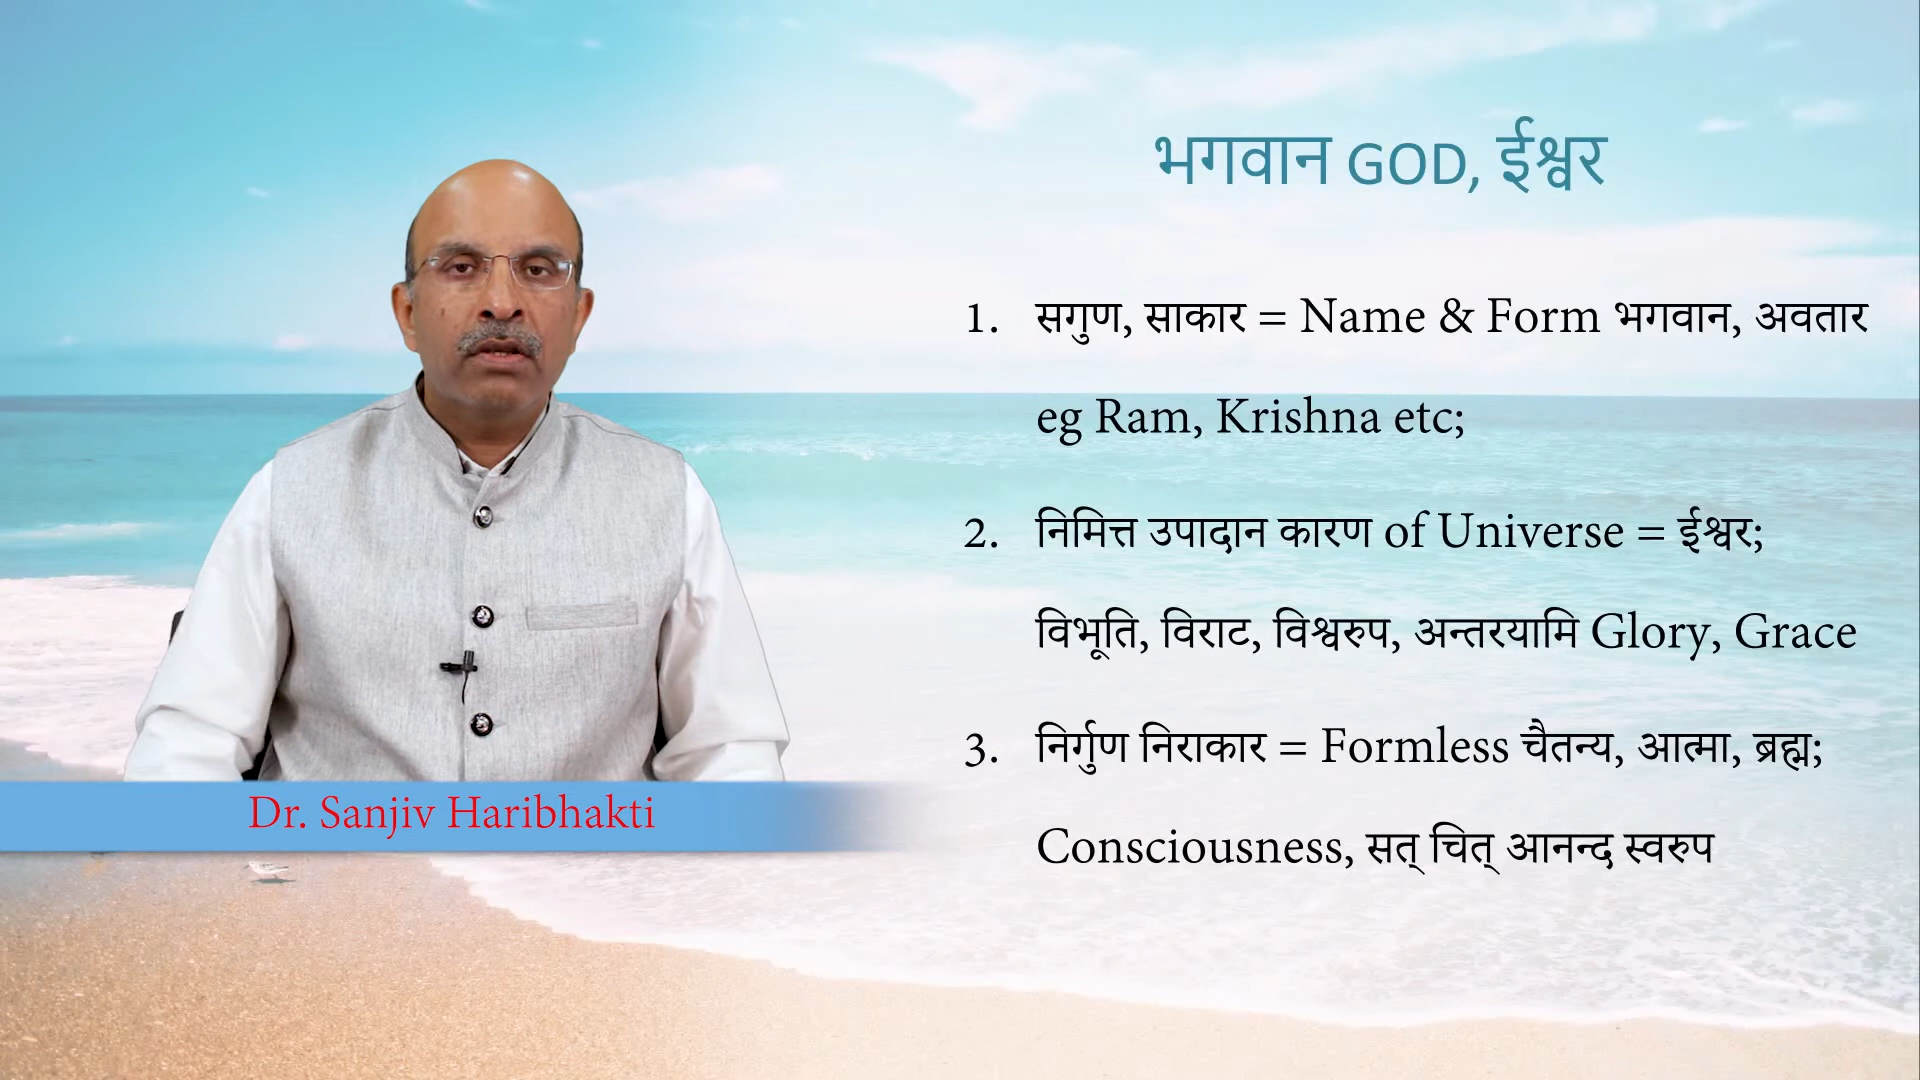 भगवान GOD, ईश्वर
1. सगुण, साकार = Name & Form भगवान, अवतार
eg Ram, Krishna etc;
2. निमित्त उपादान कारण of Universe = ईश्वर;
विभूति, विराट, विश्वरुप, अन्तरयामि Glory, Grace
3. निर्गुण निराकार = Formless चैतन्य, आत्मा, ब्रह्म;
Consciousness, सत् चित् आनन्द स्वरुप
Dr. Sanjiv Haribhakti